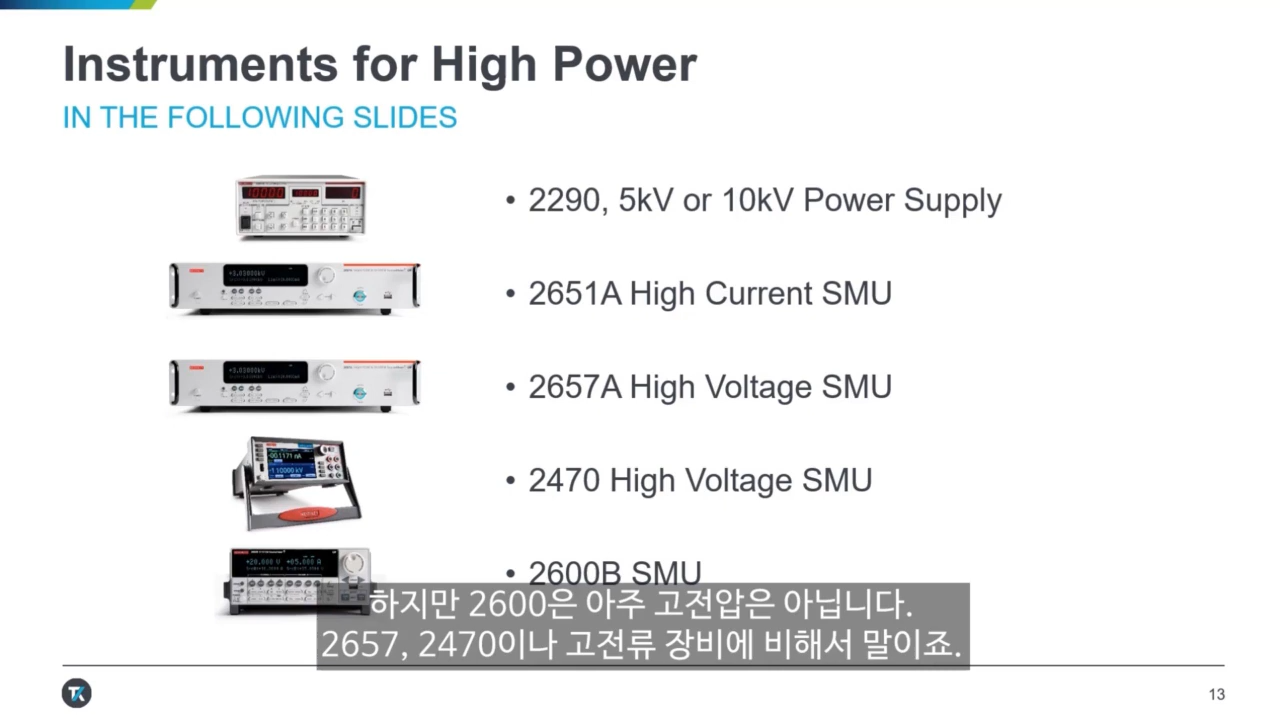 Instruments for High Power
IN THE FOLLOWING SLIDES
• 2290, 5kV or 10kV Power Supply
• 2651A High Current SMU
• 2657A High Voltage SMU
• 2470 High Voltage SMU
• 2600B SMU
하지만 2600은 아주 고전압은 아닙니다.
2657, 2470이나 고전류 장비에 비해서 말이죠.
13